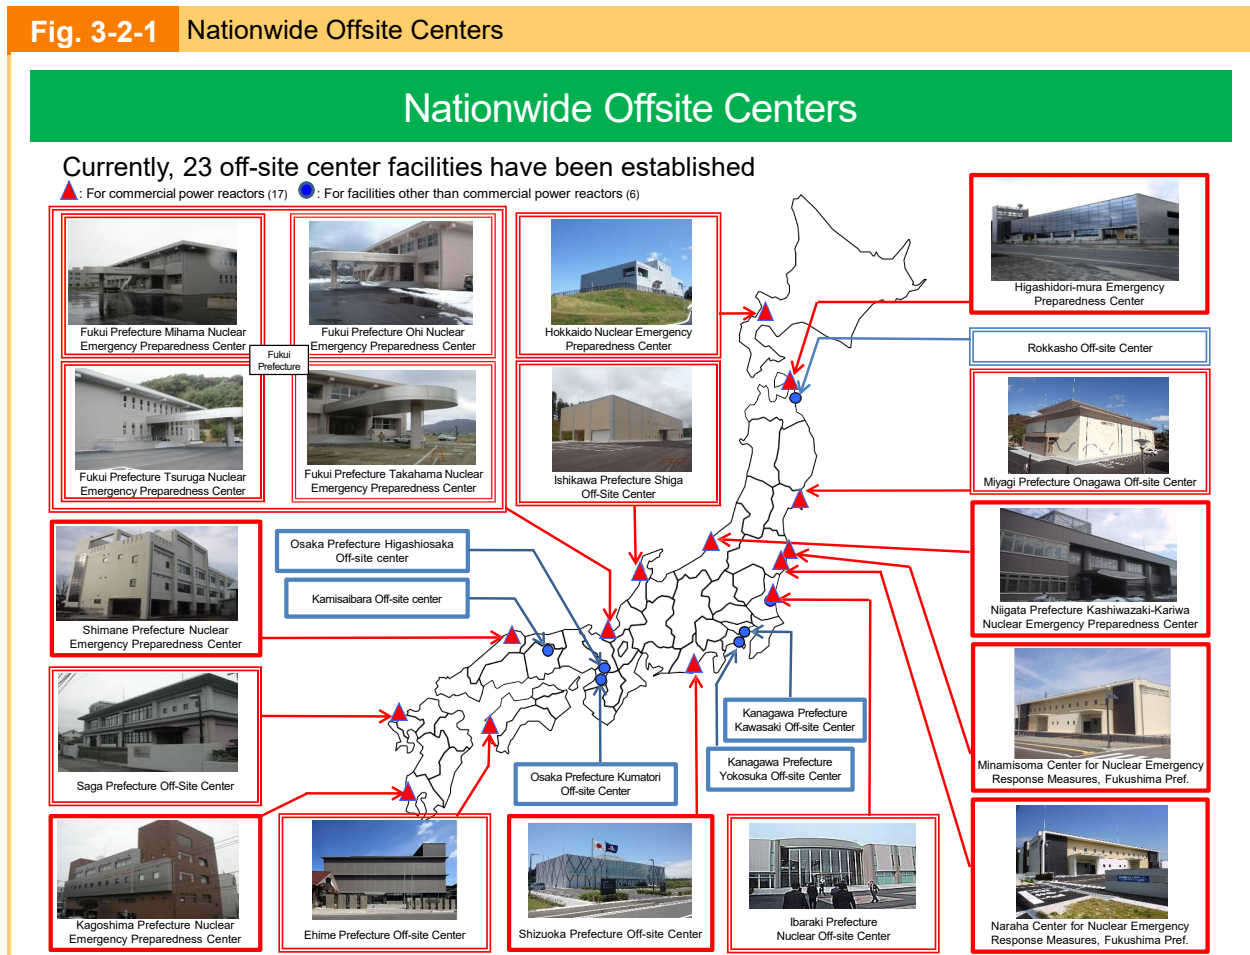 Fig. 3-2-1
Nationwide Offsite Centers
Nationwide Offsite Centers
Currently, 23 off-site center facilities have been established
: For commercial power reactors (17)
: For facilities other than commercial power reactors (6)
Fukui Prefecture Mihama Nuclear
Emergency Preparedness Center
Fukui Prefecture Ohi Nuclear
Emergency Preparedness Center
Fukui
Prefecture
Fukui Prefecture Tsuruga Nuclear
Emergency Preparedness Center
Fukui Prefecture Takahama Nuclear
Emergency Preparedness Center
Hokkaido Nuclear Emergency
Preparedness Center
Ishikawa Prefecture Shiga
Off-Site Center
Higashidori-mura Emergency
Preparedness Center
Rokkasho Off-site Center
Miyagi Prefecture Onagawa Off-site Center
Niigata Prefecture Kashiwazaki-Kariwa
Nuclear Emergency Preparedness Center
Minamisoma Center for Nuclear Emergency
Response Measures, Fukushima Pref.
Naraha Center for Nuclear Emergency
Response Measures, Fukushima Pref.
Osaka Prefecture Higashiosaka
Off-site center
Kamisaibara Off-site center
Shimane Prefecture Nuclear
Emergency Preparedness Center
Saga Prefecture Off-Site Center
Kagoshima Prefecture Nuclear
Emergency Preparedness Center
Kanagawa Prefecture
Kawasaki Off-site Center
Kanagawa Prefecture
Yokosuka Off-site Center
Osaka Prefecture Kumatori
Off-site Center
Ehime Prefecture Off-site Center
Shizuoka Prefecture Off-site Center
Ibaraki Prefecture
Nuclear Off-site Center